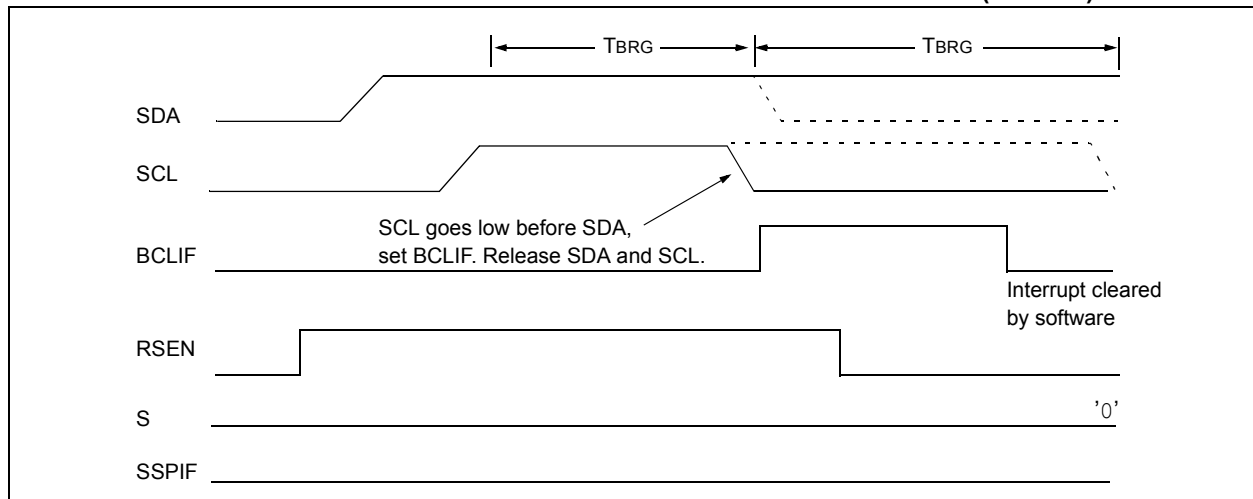 TBRG TBRG
SDA
SCL
SCL goes low before SDA,
set BCLIF. Release SDA and SCL.
BCLIF
Interrupt cleared
by software
RSEN
S '0'
SSPIF